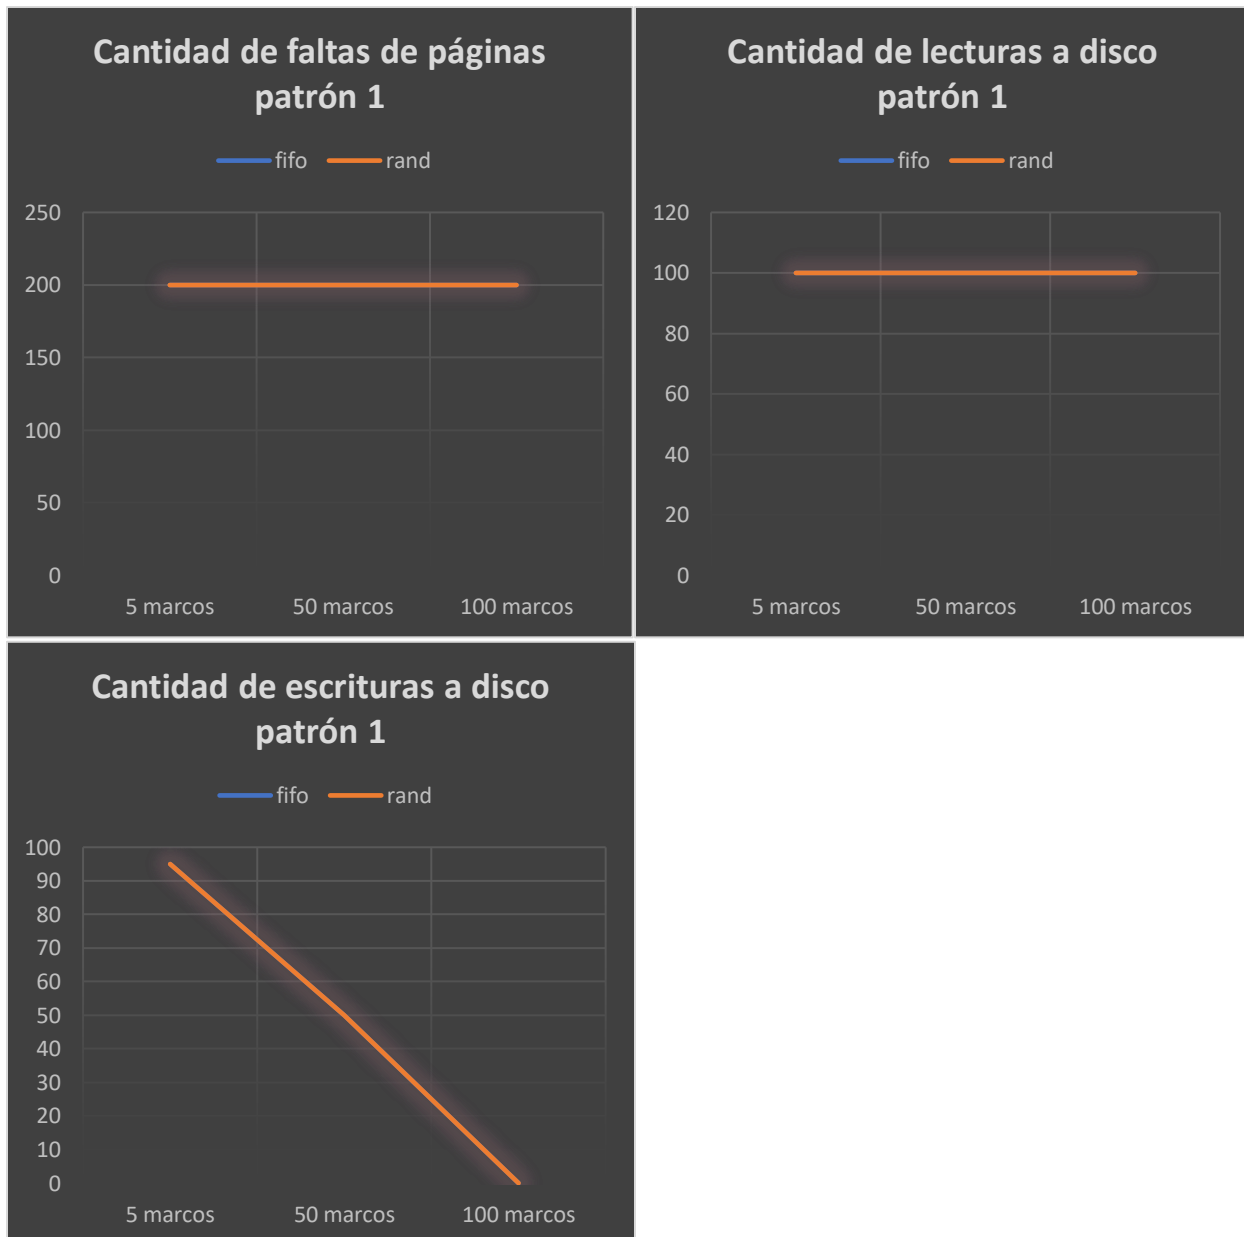 Cantidad de faltas de páginas
patrón 1
fifo rand
250
200
150
100
50
0
5 marcos 50 marcos 100 marcos
Cantidad de lecturas a disco
patrón 1
fifo rand
120
100
80
60
40
20
0
5 marcos 50 marcos 100 marcos
Cantidad de escrituras a disco
patrón 1
fifo rand
100
90
80
70
60
50
40
30
20
10
0
5 marcos 50 marcos 100 marcos